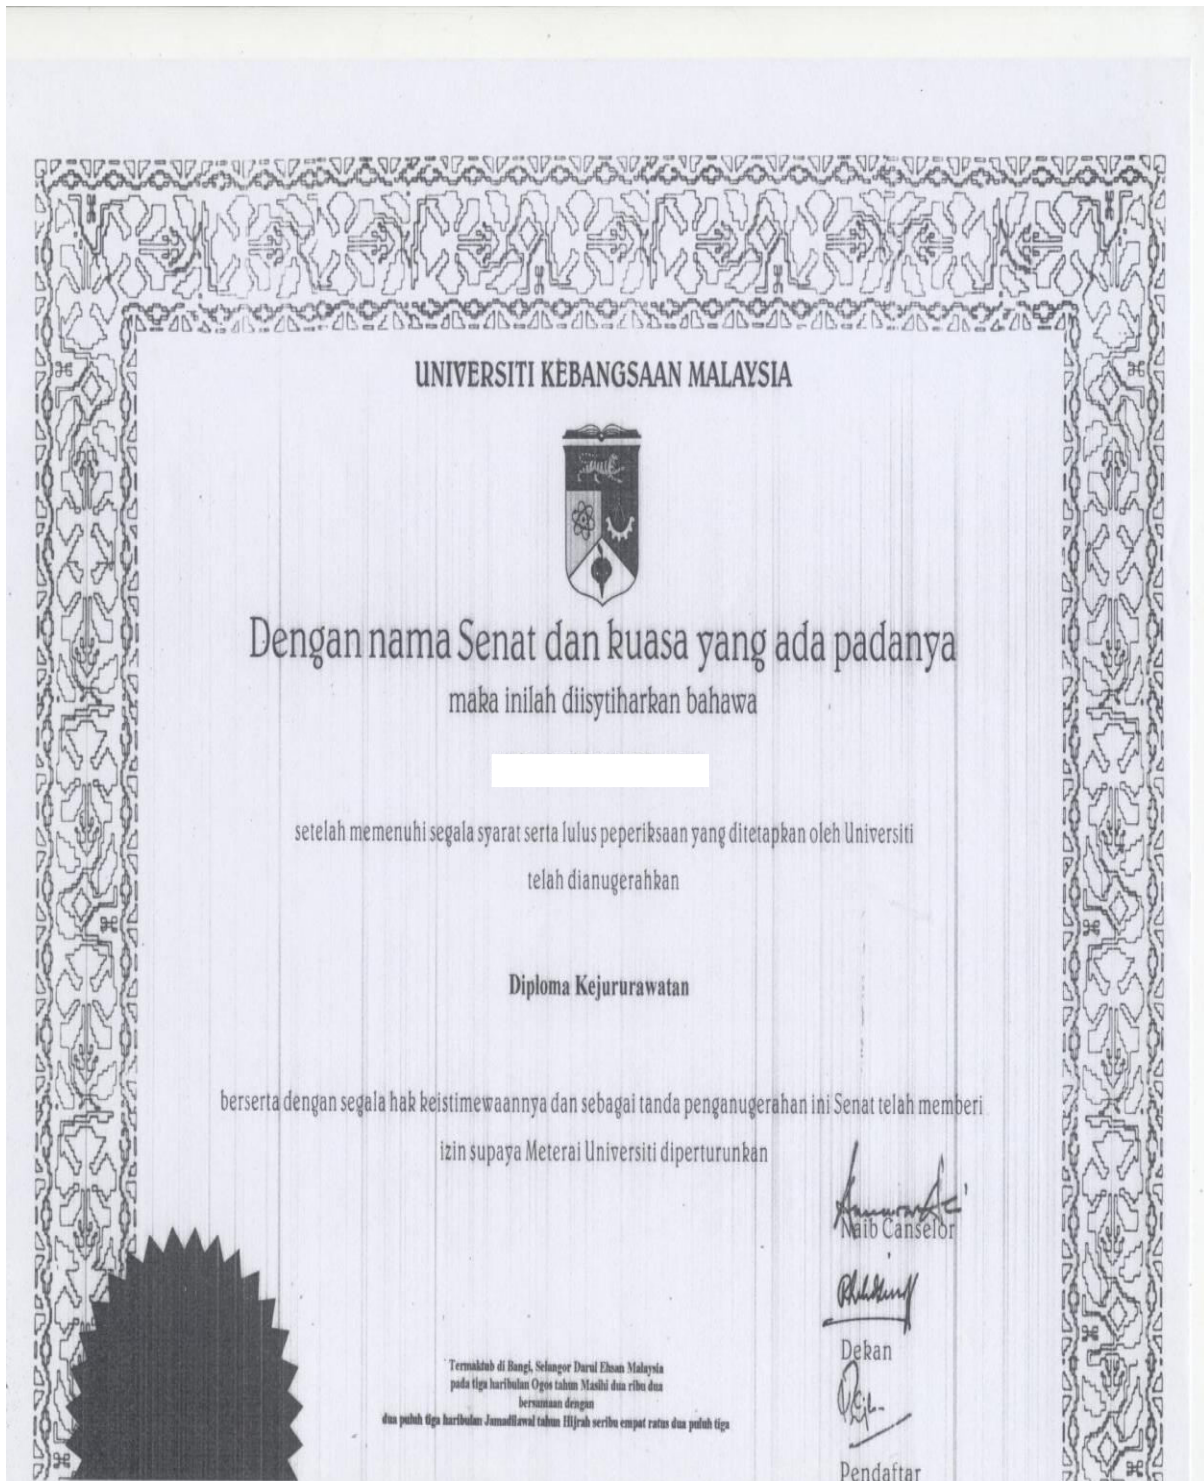 UNIVERSITI KEBANGSAAN MALAYSIA
Dengan nama Senat dan kuasa yang ada padanya
maka inilah diisytiharkan bahawa
setelah memenuhi segala syarat serta lulus peperiksaan yang ditetapkan oleh Universiti
telah dianugerahkan
Diploma Kejururawatan
berserta dengan segala hak keistimewaannya dan sebagai tanda penganugerahan ini Senat telah memberi
izin supaya Meterai Universiti diperturunkan
Naib Canselor
Dekan
Termaktub di Bangi, Selangor Darul Ehsan Malaysia
pada tiga haribulan Ogos tahun Masihi dua ribu dua
bersamaan dengan
dua puluh tiga haribulan Jamadilawal tahun Hijrah seribu empat ratus dua puluh tiga
Pendaftar